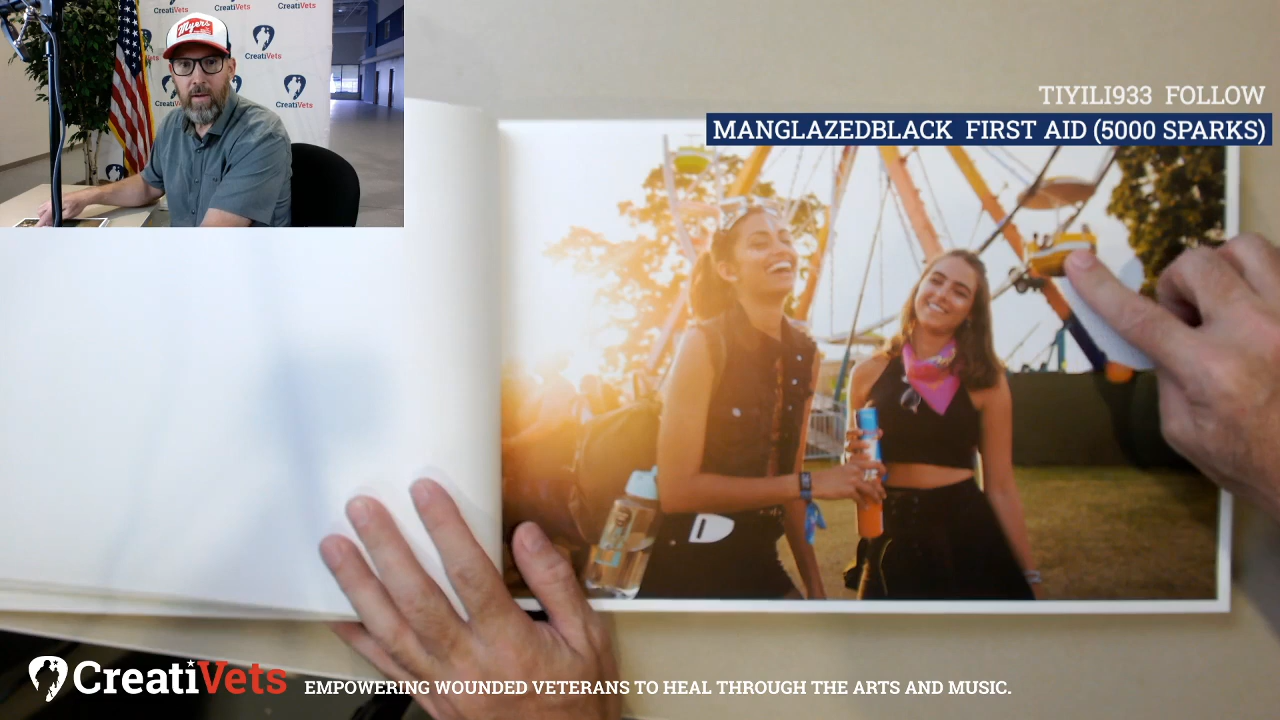 CreatiVets
CreatiVets
CreatiVets
Myers
CreatiVets
CreatiVets
TIYILI933 FOLLOW
MANGLAZEDBLACK FIRST AID (5000 SPARKS)
CreatiVets
EMPOWERING WOUNDED VETERANS TO HEAL THROUGH THE ARTS AND MUSIC.